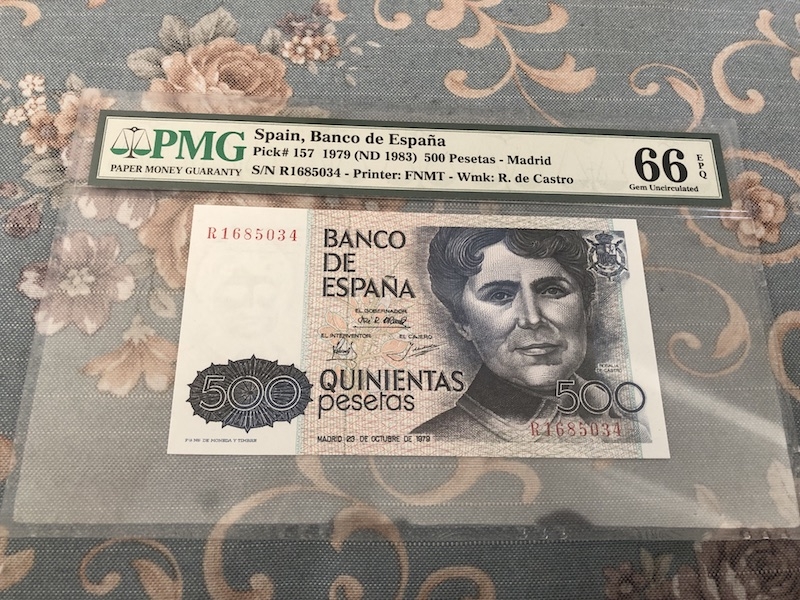 PMG
PAPER MONEY GUARANTY
Spain, Banco de España
Pick# 157 1979 (ND 1983) 500 Pesetas - Madrid
S/N R1685034 - Printer: FNMT - Wmk: R. de Castro
66 EPQ
Gem Uncirculated
R1685034
BANCO
DE
ESPAÑA
EL GOBERNADOR
EL INTERVENTOR EL CAJERO
500
QUINIENTAS
pesetas
500
R1685034
MADRID 23 DE OCTUBRE DE 1979